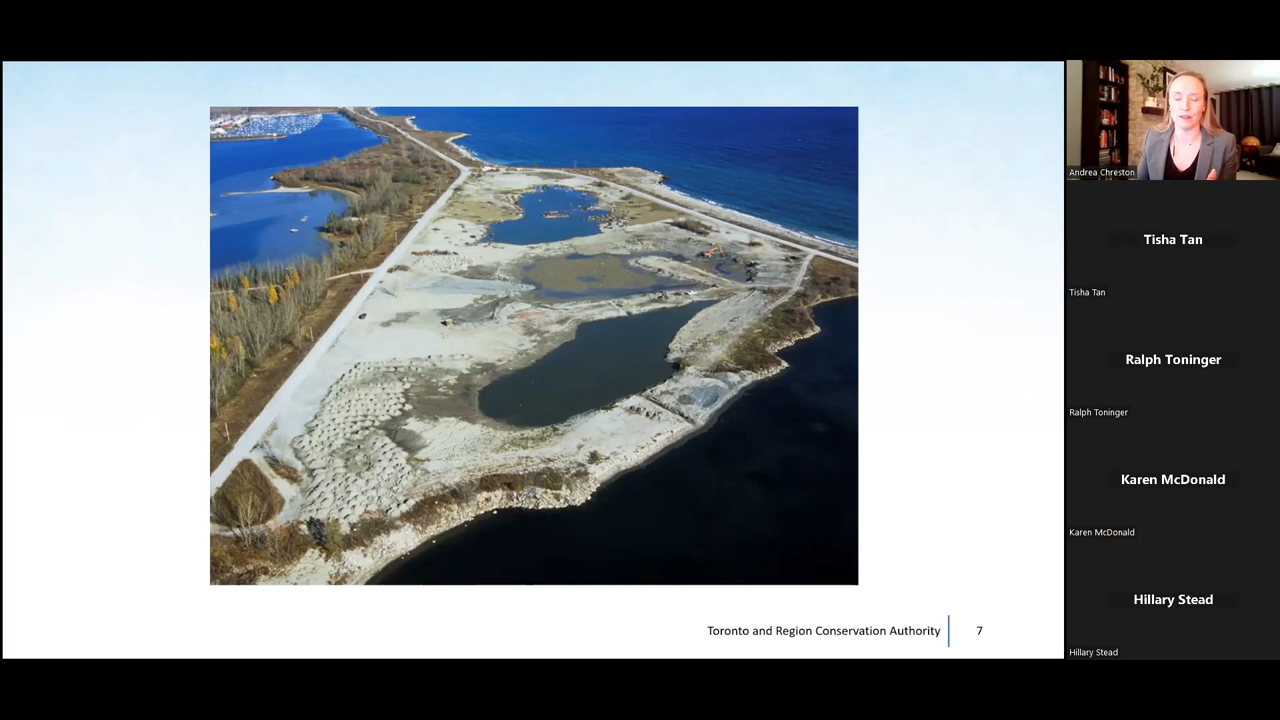 Toronto and Region Conservation Authority
7
Andrea Chreston
Tisha Tan
Tisha Tan
Ralph Toninger
Ralph Toninger
Karen McDonald
Karen McDonald
Hillary Stead
Hillary Stead